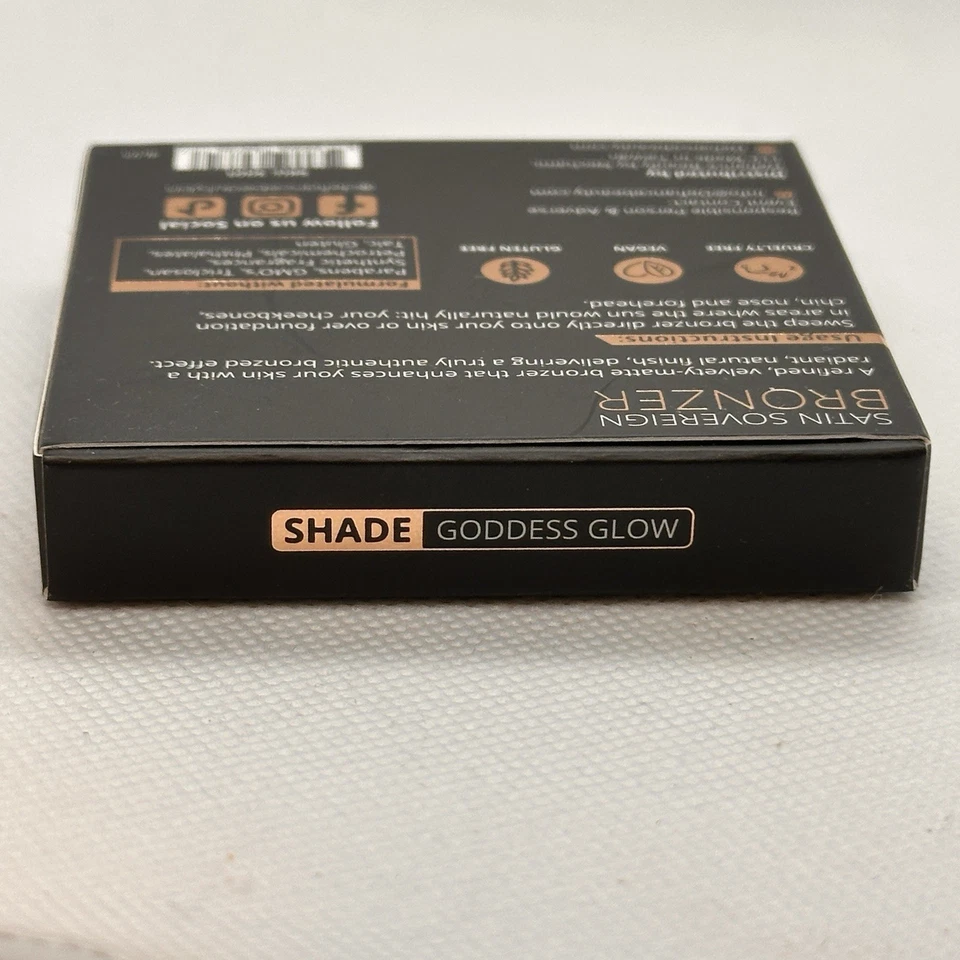 SHADE GODDESS GLOW
SATIN SOVEREIGN
BRONZER
A refined, velvety-matte bronzer that enhances your skin with a
radiant, natural finish, delivering a truly authentic bronzed effect.
Usage Instructions:
Sweep the bronzer directly onto your skin or over foundation
in areas where the sun would naturally hit: your cheekbones,
chin, nose and forehead.
CRUELTY FREE
VEGAN
GLUTEN FREE
Formulated without:
Parabens, GMO's, Triclosan,
Synthetic Fragrances,
Petrochemicals, Phthalates,
Talc, Gluten
Responsible Person & Adverse
Event Contact:
Distributed by
Made in Taiwan
Follow us on Social